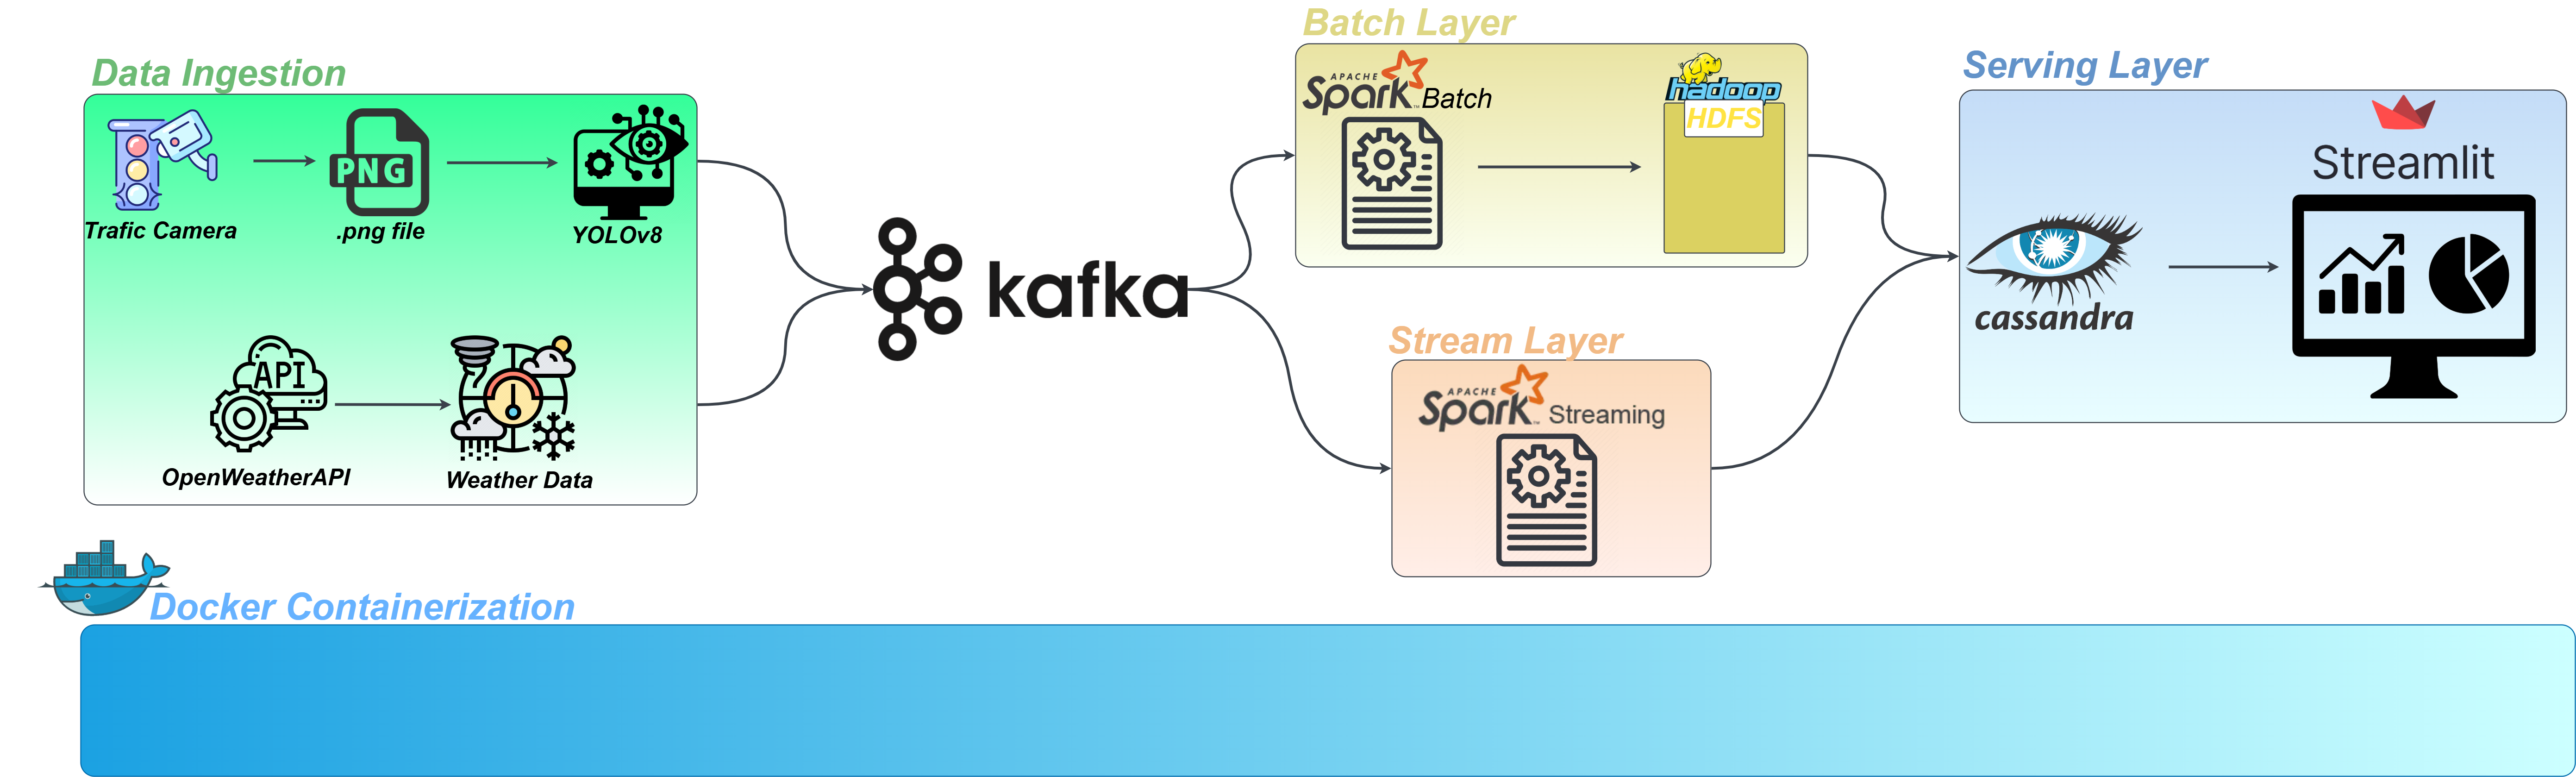 Data Ingestion
PNG
Trafic Camera
.png file
YOLOv8
API
OpenWeatherAPI
Weather Data
kafka
Batch Layer
APACHE
Spark Batch
hadoop
HDFS
Stream Layer
APACHE
Spark Streaming
Serving Layer
cassandra
Streamlit
Docker Containerization